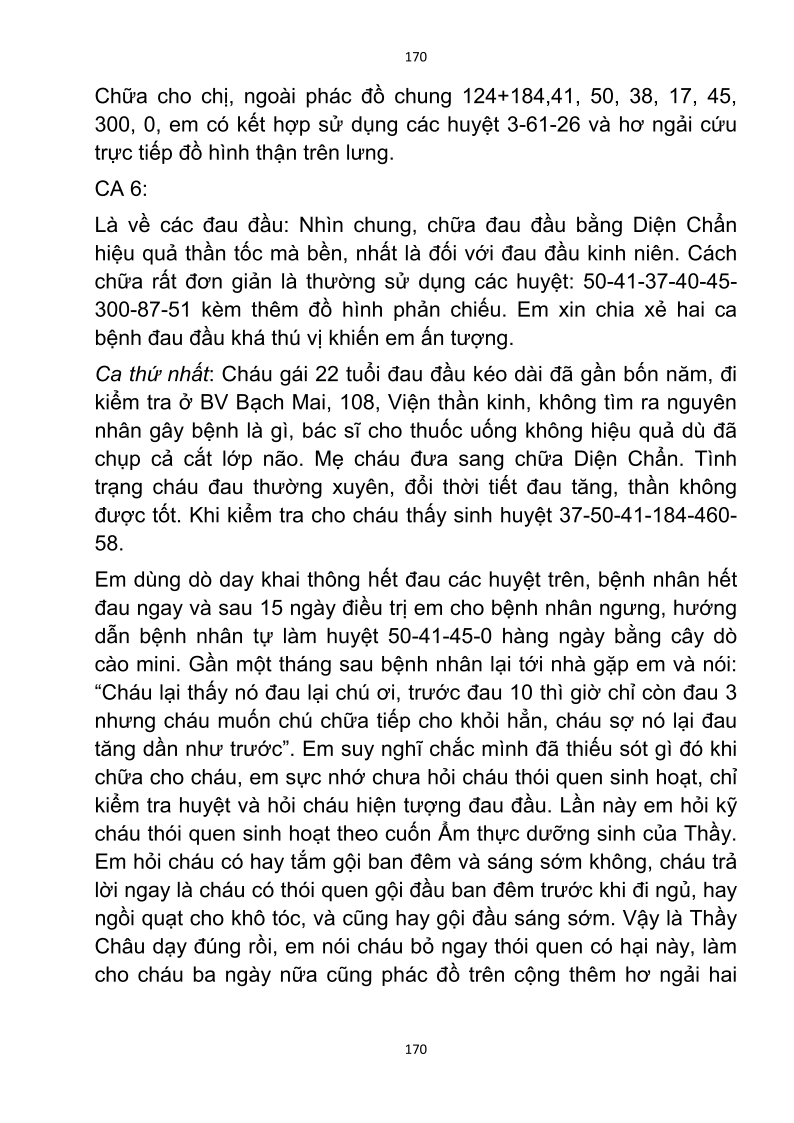 170
Chữa cho chị, ngoài phác đồ chung 124+184,41, 50, 38, 17, 45,
300, 0, em có kết hợp sử dụng các huyệt 3-61-26 và hơ ngải cứu
trực tiếp đồ hình thận trên lưng.
CA 6:
Là về các đau đầu: Nhìn chung, chữa đau đầu bằng Diện Chẩn
hiệu quả thần tốc mà bền, nhất là đối với đau đầu kinh niên. Cách
chữa rất đơn giản là thường sử dụng các huyệt: 50-41-37-40-45-
300-87-51 kèm thêm đồ hình phản chiếu. Em xin chia xẻ hai ca
bệnh đau đầu khá thú vị khiến em ấn tượng.
Ca thứ nhất: Cháu gái 22 tuổi đau đầu kéo dài đã gần bốn năm, đi
kiểm tra ở BV Bạch Mai, 108, Viện thần kinh, không tìm ra nguyên
nhân gây bệnh là gì, bác sĩ cho thuốc uống không hiệu quả dù đã
chụp cả cắt lớp não. Mẹ cháu đưa sang chữa Diện Chẩn. Tình
trạng cháu đau thường xuyên, đổi thời tiết đau tăng, thần không
được tốt. Khi kiểm tra cho cháu thấy sinh huyệt 37-50-41-184-460-
58.
Em dùng dò day khai thông hết đau các huyệt trên, bệnh nhân hết
đau ngay và sau 15 ngày điều trị em cho bệnh nhân ngưng, hướng
dẫn bệnh nhân tự làm huyệt 50-41-45-0 hàng ngày bằng cây dò
cào mini. Gần một tháng sau bệnh nhân lại tới nhà gặp em và nói:
“Cháu lại thấy nó đau lại chú ơi, trước đau 10 thì giờ chỉ còn đau 3
nhưng cháu muốn chú chữa tiếp cho khỏi hẳn, cháu sợ nó lại đau
tăng dần như trước”. Em suy nghĩ chắc mình đã thiếu sót gì đó khi
chữa cho cháu, em sực nhớ chưa hỏi cháu thói quen sinh hoạt, chỉ
kiểm tra huyệt và hỏi cháu hiện tượng đau đầu. Lần này em hỏi kỹ
cháu thói quen sinh hoạt theo cuốn Ẩm thực dưỡng sinh của Thầy.
Em hỏi cháu có hay tắm gội ban đêm và sáng sớm không, cháu trả
lời ngay là cháu có thói quen gội đầu ban đêm trước khi đi ngủ, hay
ngồi quạt cho khô tóc, và cũng hay gội đầu sáng sớm. Vậy là Thầy
Châu dạy đúng rồi, em nói cháu bỏ ngay thói quen có hại này, làm
cho cháu ba ngày nữa cũng phác đồ trên cộng thêm hơ ngải hai
170